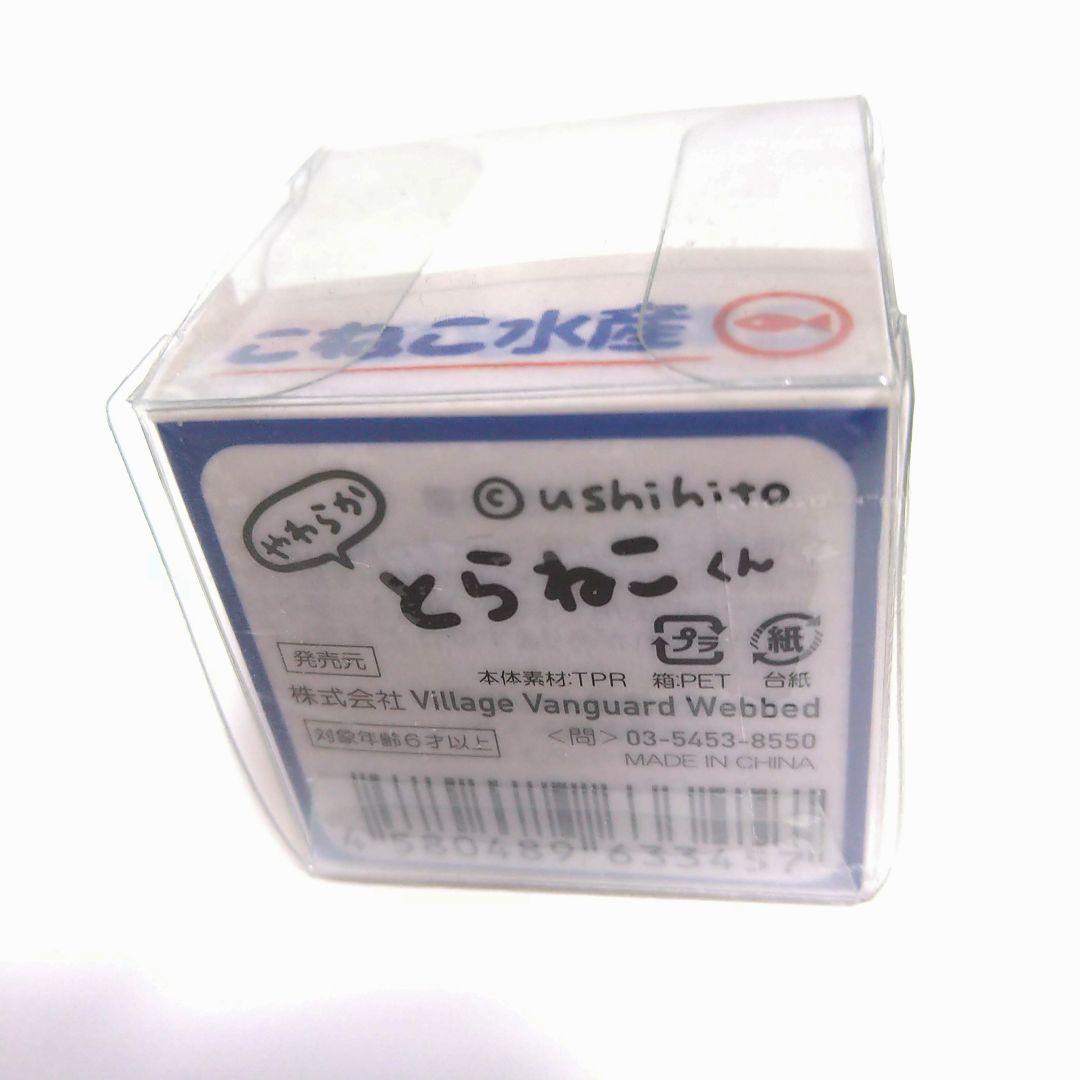 こねこ水産
やわらか
© ushihito
とらねこくん
プラ
紙
本体素材:TPR 箱:PET 台紙
発売元
株式会社 Village Vanguard Webbed
対象年齢6才以上
<問>03-5453-8550
MADE IN CHINA
4 580489 633457